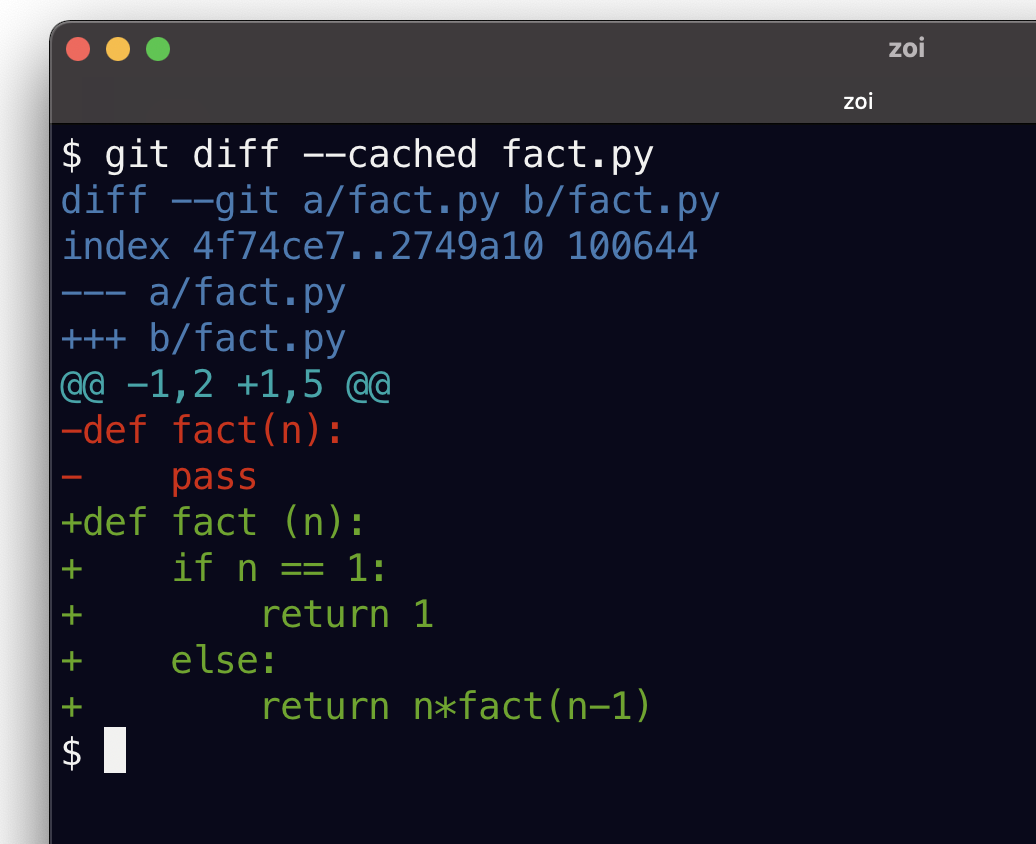 zoi
zoi
$ git diff --cached fact.py
diff --git a/fact.py b/fact.py
index 4f74ce7..2749a10 100644
--- a/fact.py
+++ b/fact.py
@@ -1,2 +1,5 @@
-def fact(n):
-    pass
+def fact (n):
+    if n == 1:
+        return 1
+    else:
+        return n*fact(n-1)
$